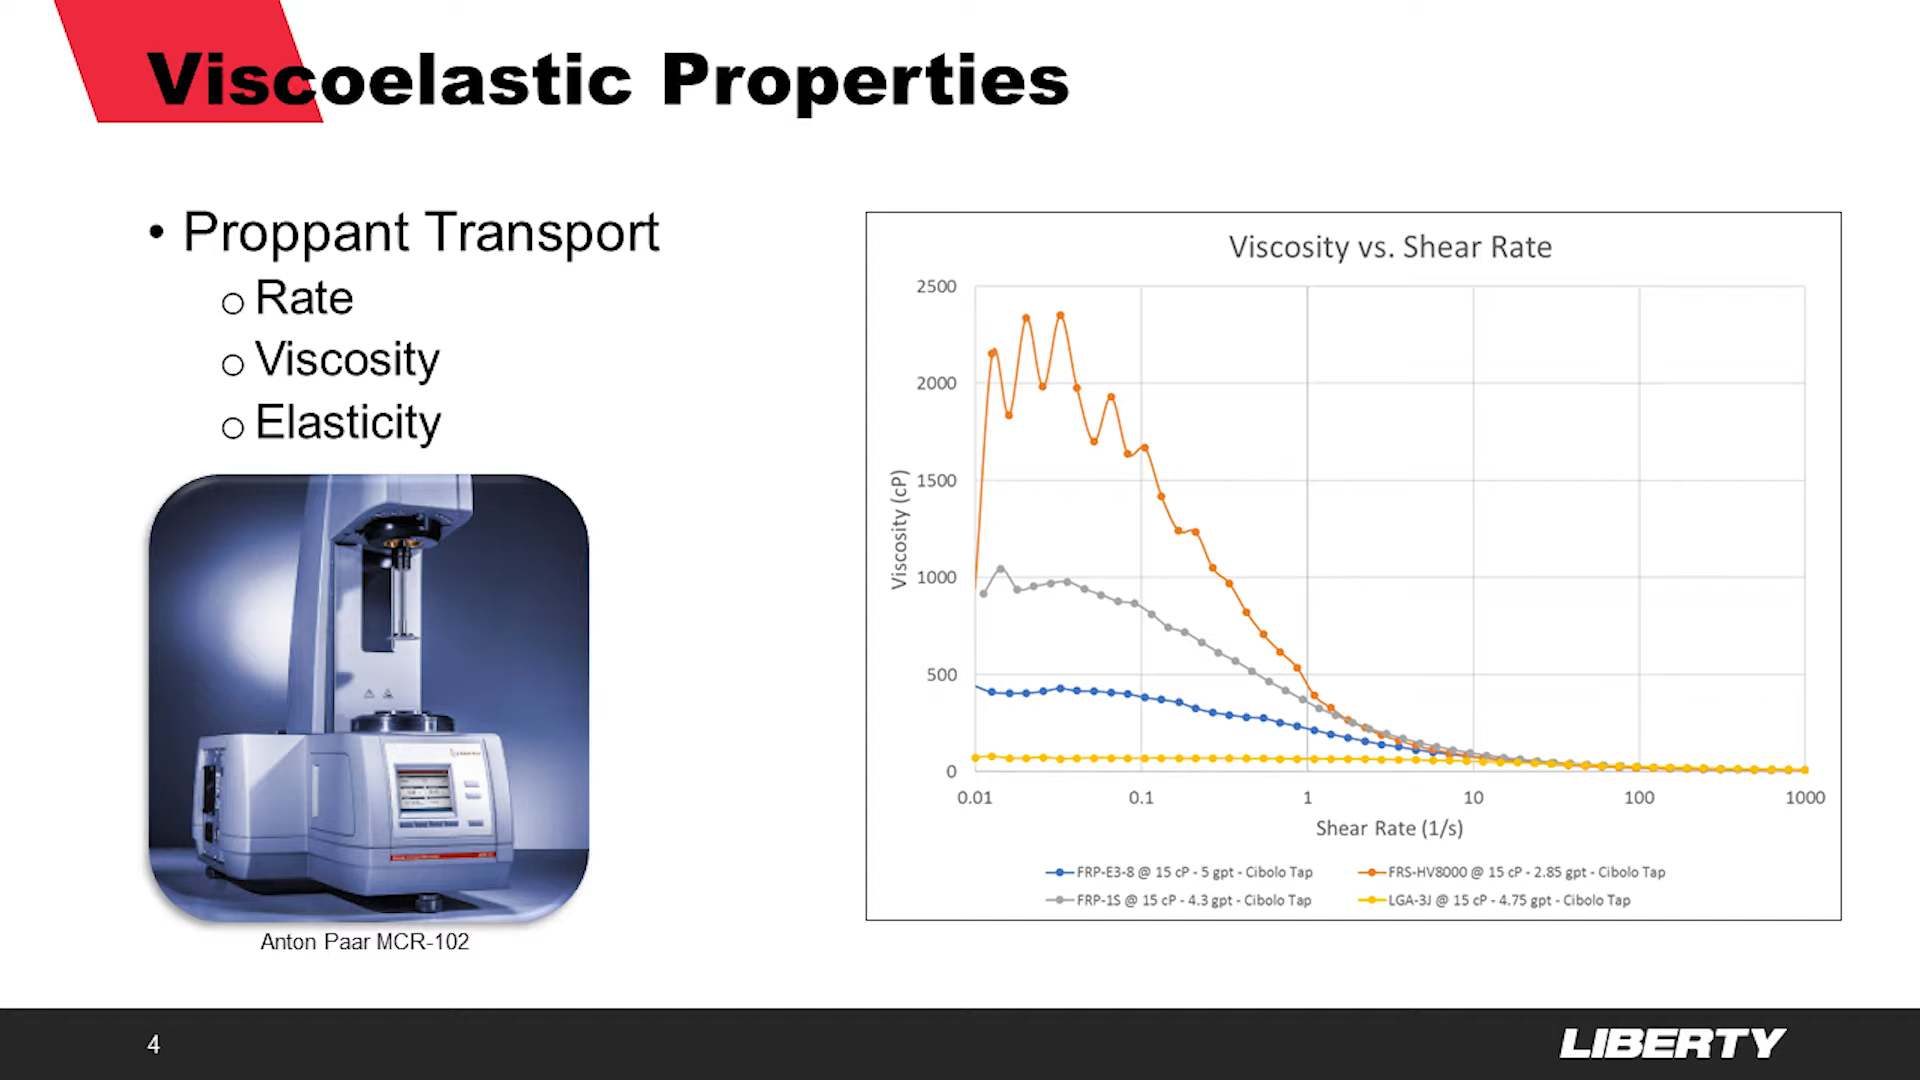 Viscoelastic Properties
• Proppant Transport
o Rate
o Viscosity
o Elasticity
Anton Paar MCR-102
Viscosity vs. Shear Rate
Viscosity (cP)
2500
2000
1500
1000
500
0
0.01 0.1 1 10 100 1000
Shear Rate (1/s)
FRP-E3-8 @ 15 cP - 5 gpt - Cibolo Tap
FRS-HV8000 @ 15 cP - 2.85 gpt - Cibolo Tap
FRP-1S @ 15 cP - 4.3 gpt - Cibolo Tap
LGA-3J @ 15 cP - 4.75 gpt - Cibolo Tap
4
LIBERTY